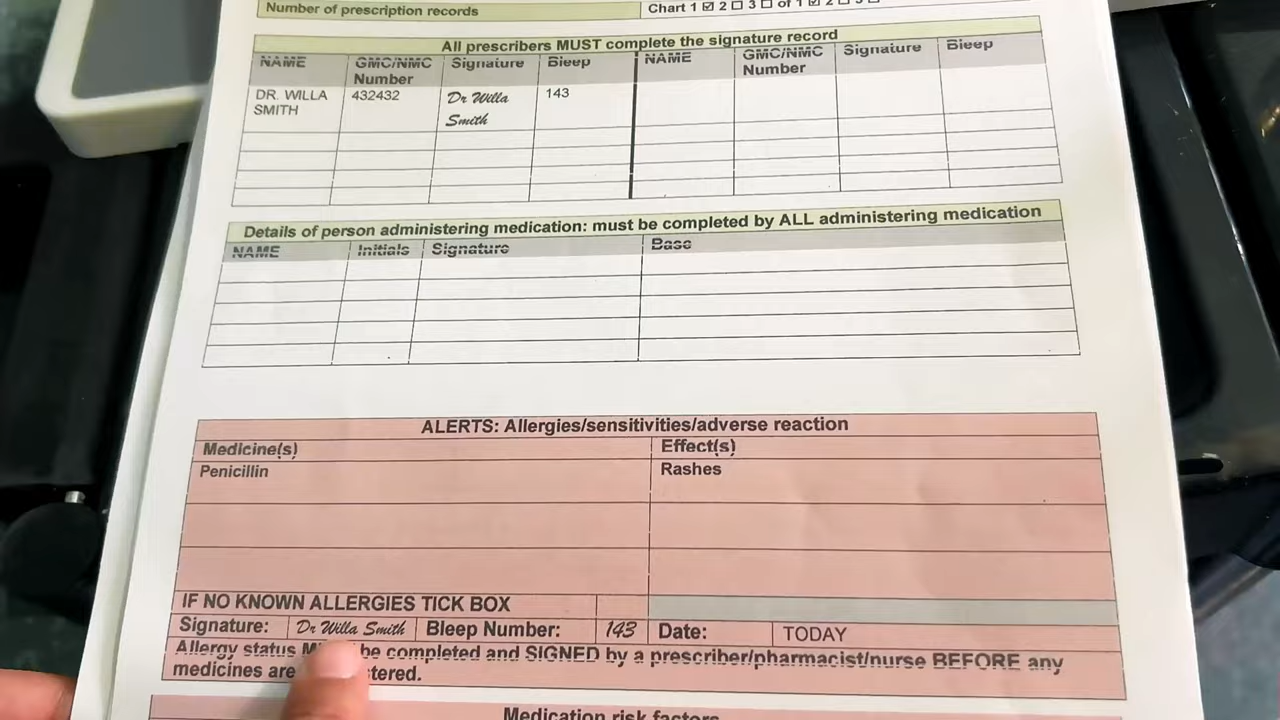 Number of prescription records Chart 1 ☑ 2 ☐ 3 ☐ of 1 ☑ 2 ☐ 3 ☐
All prescribers MUST complete the signature record
NAME GMC/NMC Number Signature Bleep NAME GMC/NMC Number Signature Bleep
DR. WILLA SMITH 432432 Dr Willa Smith 143
Details of person administering medication: must be completed by ALL administering medication
NAME Initials Signature Base
ALERTS: Allergies/sensitivities/adverse reaction
Medicine(s) Effect(s)
Penicillin Rashes
IF NO KNOWN ALLERGIES TICK BOX
Signature: Dr Willa Smith Bleep Number: 143 Date: TODAY
Allergy status be completed and SIGNED by a prescriber/pharmacist/nurse BEFORE any
medicines are
Medication risk factors